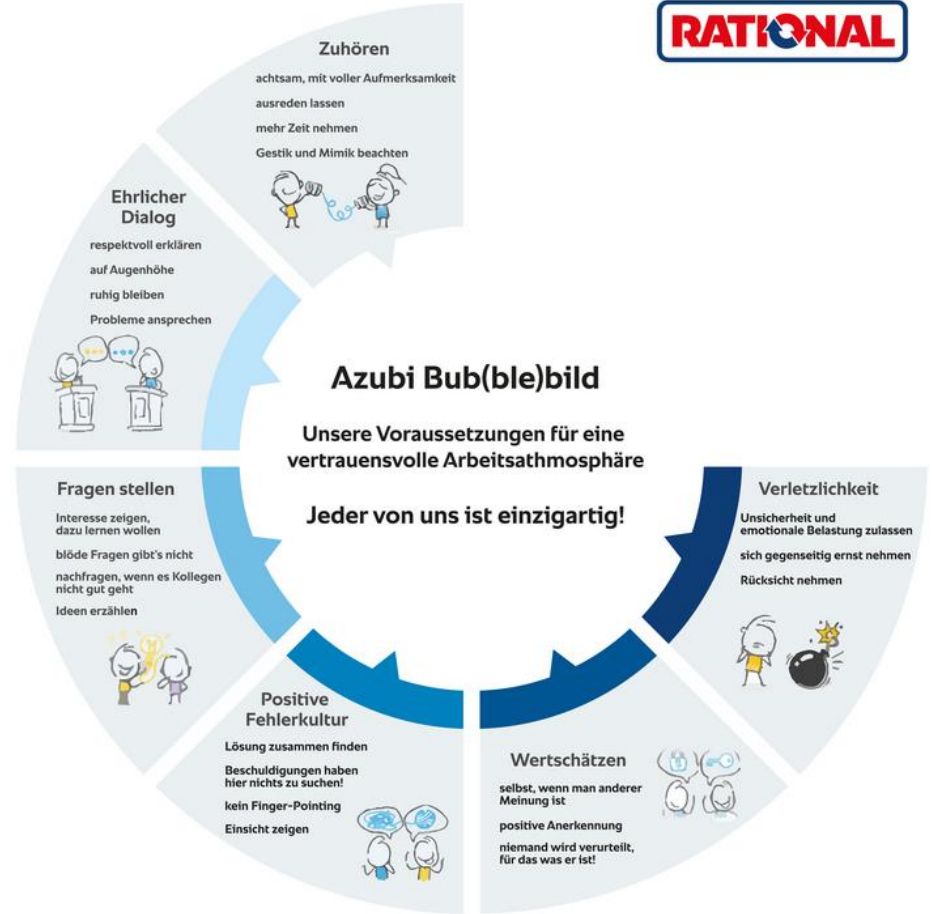 RATIONAL
Zuhören
achtsam, mit voller Aufmerksamkeit
ausreden lassen
mehr Zeit nehmen
Gestik und Mimik beachten
Ehrlicher
Dialog
respektvoll erklären
auf Augenhöhe
ruhig bleiben
Probleme ansprechen
Azubi Bub(ble)bild
Unsere Voraussetzungen für eine
vertrauensvolle Arbeitsathmosphäre
Jeder von uns ist einzigartig!
Fragen stellen
Interesse zeigen,
dazu lernen wollen
blöde Fragen gibt's nicht
nachfragen, wenn es Kollegen
nicht gut geht
Ideen erzählen
Positive
Fehlerkultur
Lösung zusammen finden
Beschuldigungen haben
hier nichts zu suchen!
kein Finger-Pointing
Einsicht zeigen
Wertschätzen
selbst, wenn man anderer
Meinung ist
positive Anerkennung
niemand wird verurteilt,
für das was er ist!
Verletzlichkeit
Unsicherheit und
emotionale Belastung zulassen
sich gegenseitig ernst nehmen
Rücksicht nehmen